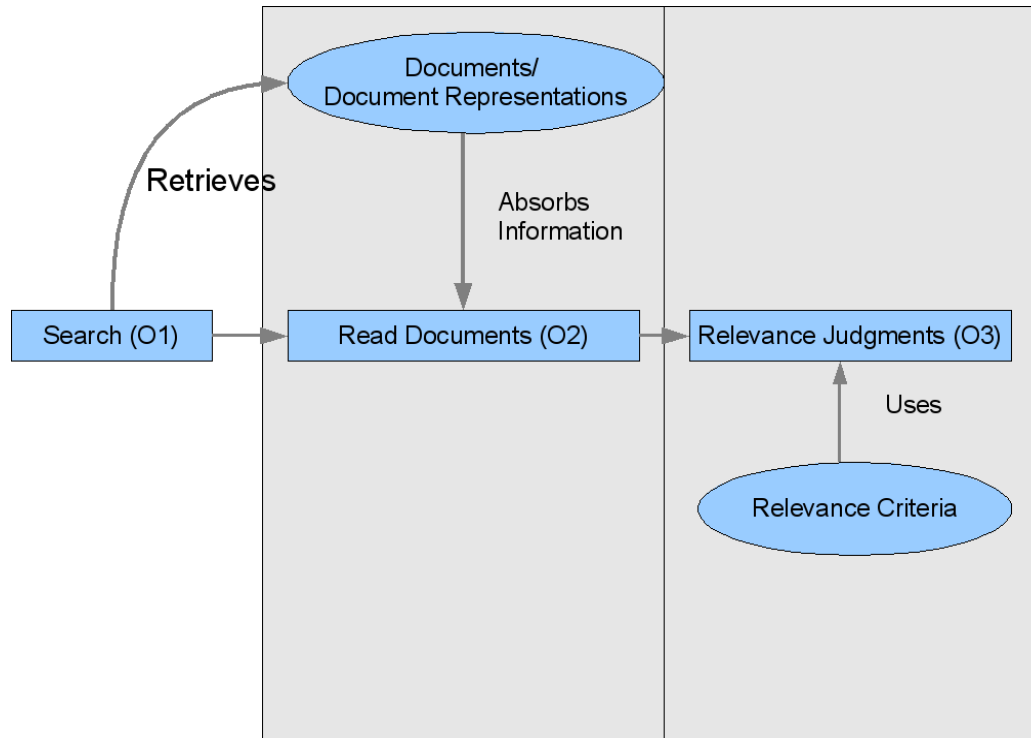 Documents/
Document Representations
Retrieves
Absorbs
Information
Search (O1)
Read Documents (O2)
Relevance Judgments (O3)
Uses
Relevance Criteria